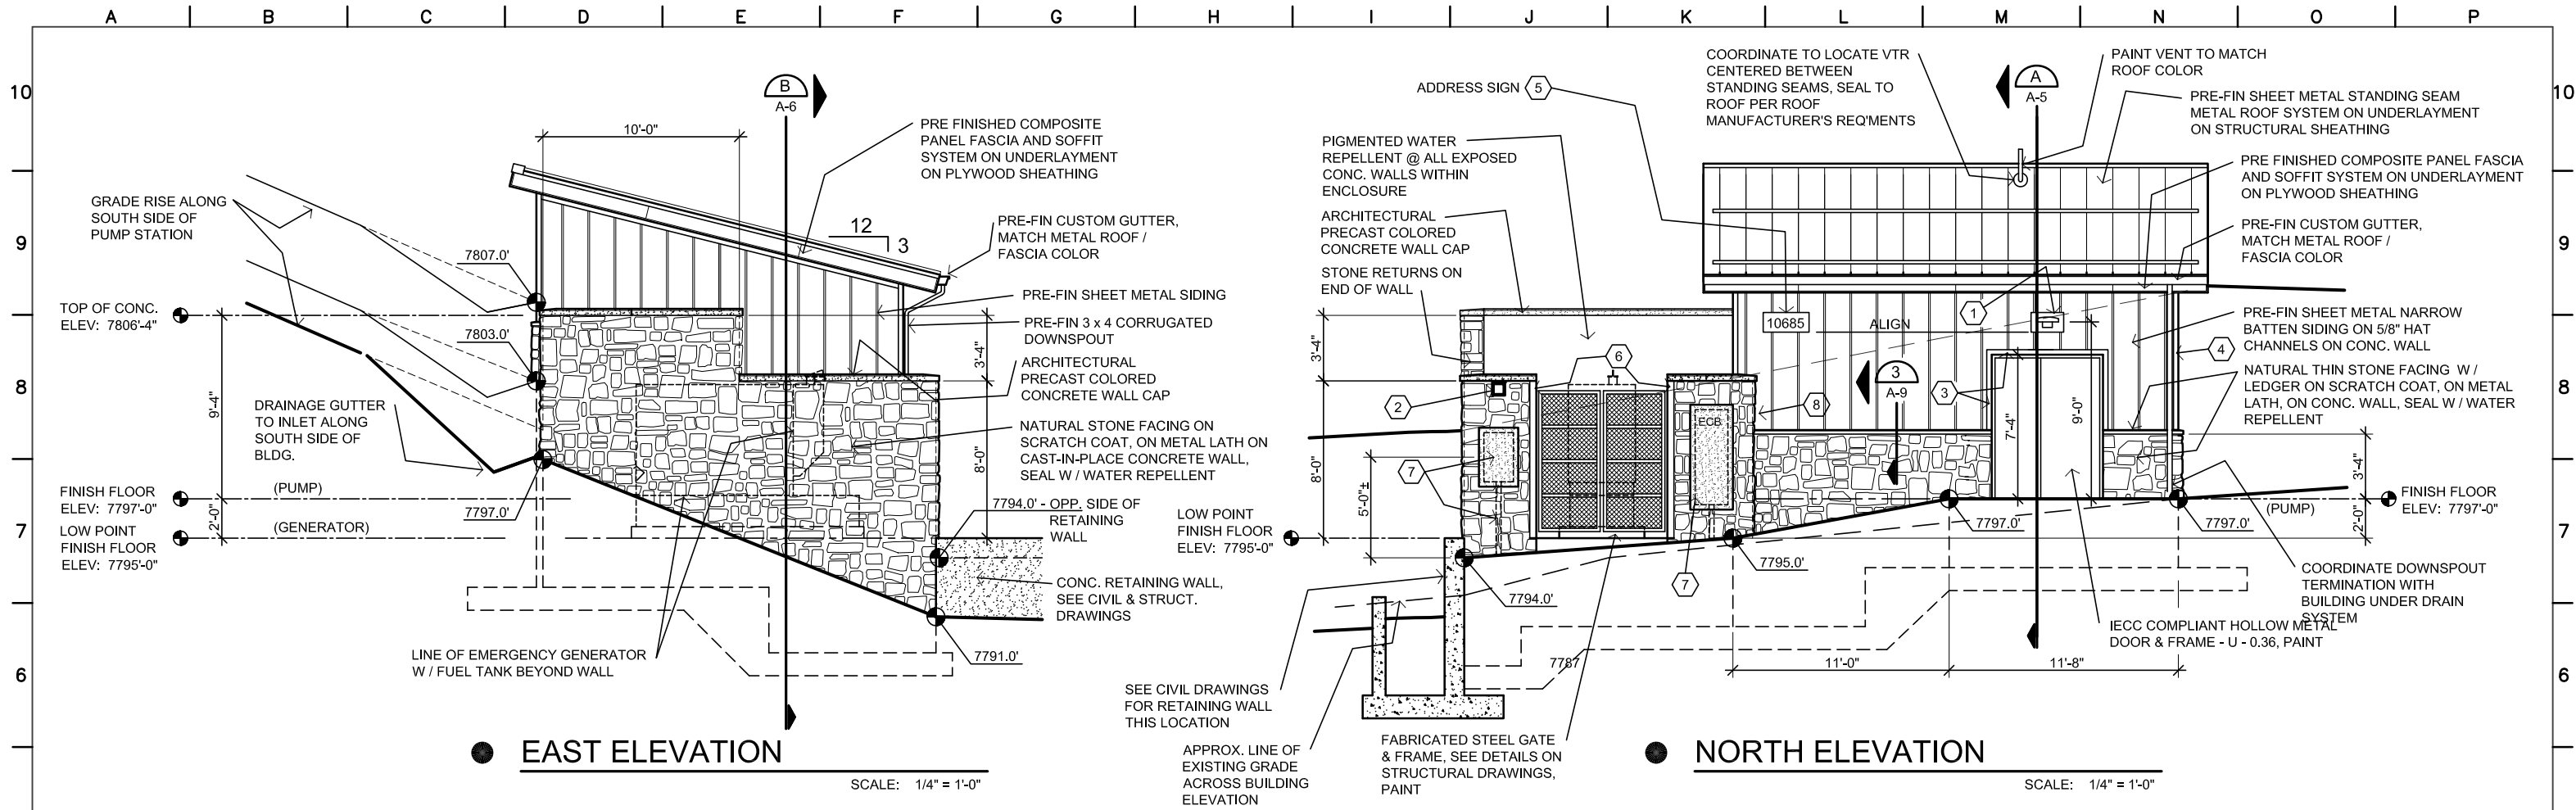 A B C D E F G H I J K L M N O P
10
9
8
7
6
10
9
8
7
6
B
A-6
10'-0"
PRE FINISHED COMPOSITE
PANEL FASCIA AND SOFFIT
SYSTEM ON UNDERLAYMENT
ON PLYWOOD SHEATHING
GRADE RISE ALONG
SOUTH SIDE OF
PUMP STATION
12
3
PRE-FIN CUSTOM GUTTER,
MATCH METAL ROOF /
FASCIA COLOR
7807.0'
TOP OF CONC.
ELEV: 7806'-4"
PRE-FIN SHEET METAL SIDING
PRE-FIN 3 x 4 CORRUGATED
DOWNSPOUT
7803.0'
3'-4"
ARCHITECTURAL
PRECAST COLORED
CONCRETE WALL CAP
9'-4"
DRAINAGE GUTTER
TO INLET ALONG
SOUTH SIDE OF
BLDG.
NATURAL STONE FACING ON
SCRATCH COAT, ON METAL LATH ON
CAST-IN-PLACE CONCRETE WALL,
SEAL W / WATER REPELLENT
8'-0"
FINISH FLOOR
ELEV: 7797'-0"
(PUMP)
2'-0"
(GENERATOR)
7797.0'
LOW POINT
FINISH FLOOR
ELEV: 7795'-0"
7794.0' - OPP. SIDE OF
RETAINING
WALL
CONC. RETAINING WALL,
SEE CIVIL & STRUCT.
DRAWINGS
LINE OF EMERGENCY GENERATOR
W / FUEL TANK BEYOND WALL
7791.0'
EAST ELEVATION
SCALE: 1/4" = 1'-0"
ADDRESS SIGN 5
COORDINATE TO LOCATE VTR
CENTERED BETWEEN
STANDING SEAMS, SEAL TO
ROOF PER ROOF
MANUFACTURER'S REQ'MENTS
A
A-5
PAINT VENT TO MATCH
ROOF COLOR
PRE-FIN SHEET METAL STANDING SEAM
METAL ROOF SYSTEM ON UNDERLAYMENT
ON STRUCTURAL SHEATHING
PIGMENTED WATER
REPELLENT @ ALL EXPOSED
CONC. WALLS WITHIN
ENCLOSURE
PRE FINISHED COMPOSITE PANEL FASCIA
AND SOFFIT SYSTEM ON UNDERLAYMENT
ON PLYWOOD SHEATHING
ARCHITECTURAL
PRECAST COLORED
CONCRETE WALL CAP
PRE-FIN CUSTOM GUTTER,
MATCH METAL ROOF /
FASCIA COLOR
STONE RETURNS ON
END OF WALL
1
10685
ALIGN
PRE-FIN SHEET METAL NARROW
BATTEN SIDING ON 5/8" HAT
CHANNELS ON CONC. WALL
3'-4"
6
4
3
A-9
3
2
8
NATURAL THIN STONE FACING W /
LEDGER ON SCRATCH COAT, ON METAL
LATH, ON CONC. WALL, SEAL W / WATER
REPELLENT
ECB
7'-4"
9'-0"
8'-0"
7
5'-0"±
3'-4"
FINISH FLOOR
ELEV: 7797'-0"
(PUMP)
2'-0"
LOW POINT
FINISH FLOOR
ELEV: 7795'-0"
7797.0'
7797.0'
7795.0'
7
7794.0'
COORDINATE DOWNSPOUT
TERMINATION WITH
BUILDING UNDER DRAIN
SYSTEM
IECC COMPLIANT HOLLOW METAL
DOOR & FRAME - U - 0.36, PAINT
7787
11'-0"
11'-8"
SEE CIVIL DRAWINGS
FOR RETAINING WALL
THIS LOCATION
APPROX. LINE OF
EXISTING GRADE
ACROSS BUILDING
ELEVATION
FABRICATED STEEL GATE
& FRAME, SEE DETAILS ON
STRUCTURAL DRAWINGS,
PAINT
NORTH ELEVATION
SCALE: 1/4" = 1'-0"